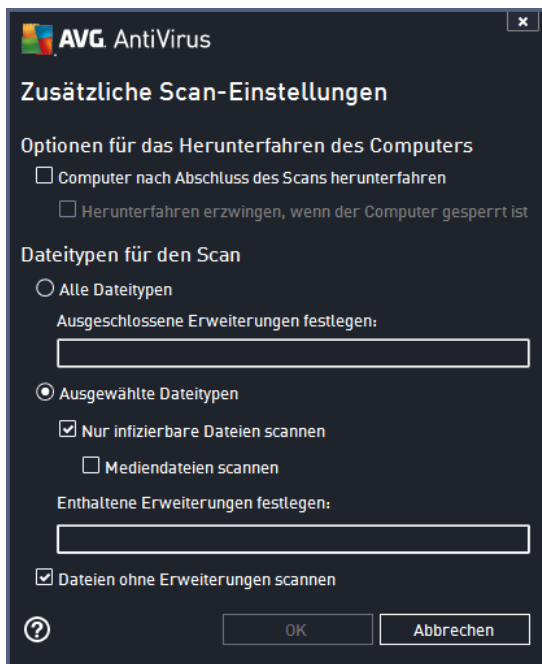 AVG AntiVirus
Zusätzliche Scan-Einstellungen
Optionen für das Herunterfahren des Computers
Computer nach Abschluss des Scans herunterfahren
Herunterfahren erzwingen, wenn der Computer gesperrt ist
Dateitypen für den Scan
Alle Dateitypen
Ausgeschlossene Erweiterungen festlegen:
Ausgewählte Dateitypen
Nur infizierbare Dateien scannen
Mediendateien scannen
Enthaltene Erweiterungen festlegen:
Dateien ohne Erweiterungen scannen
OK
Abbrechen